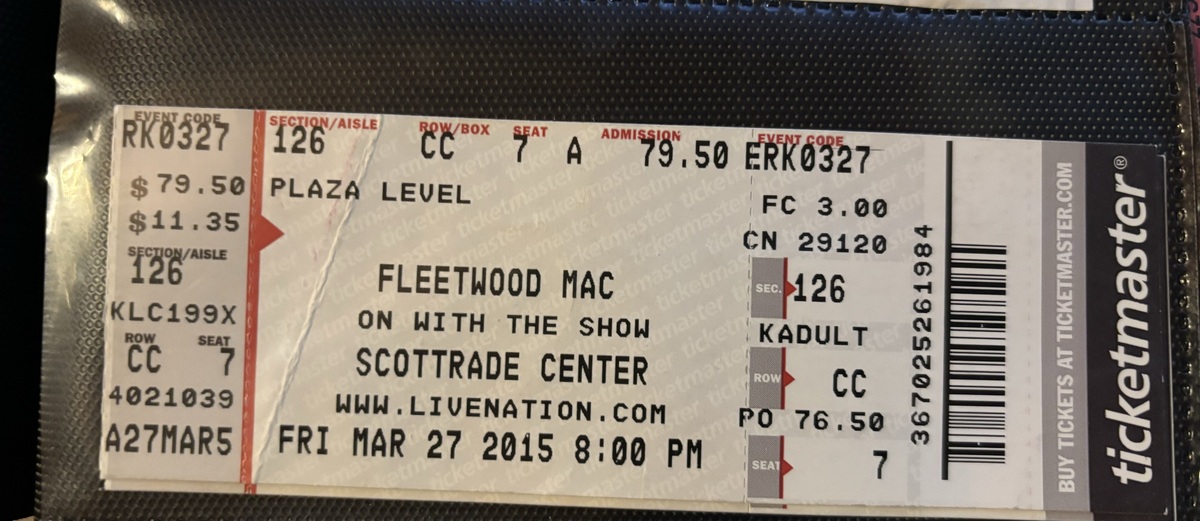 EVENT CODE
RK0327
$ 79.50
$11.35
SECTION/AISLE
126
KLC199X
ROW SEAT
CC 7
4021039
A27MAR5
SECTION/AISLE ROW/BOX SEAT ADMISSION
126 CC 7 A 79.50
PLAZA LEVEL
FLEETWOOD MAC
ON WITH THE SHOW
SCOTTRADE CENTER
WWW.LIVENATION.COM
FRI MAR 27 2015 8:00 PM
EVENT CODE
ERK0327
FC 3.00
CN 29120
SEC. 126
KADULT
ROW CC
PO 76.50
SEAT 7
367025261984
BUY TICKETS AT TICKETMASTER.COM
ticketmaster®